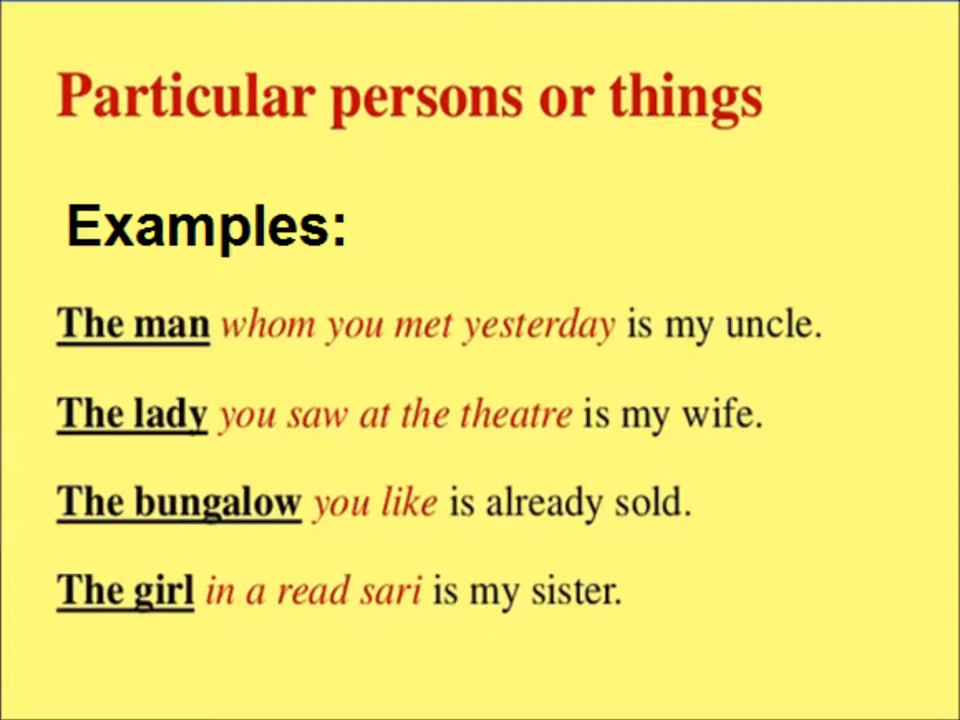 Particular persons or things
Examples:
The man whom you met yesterday is my uncle.
The lady you saw at the theatre is my wife.
The bungalow you like is already sold.
The girl in a read sari is my sister.